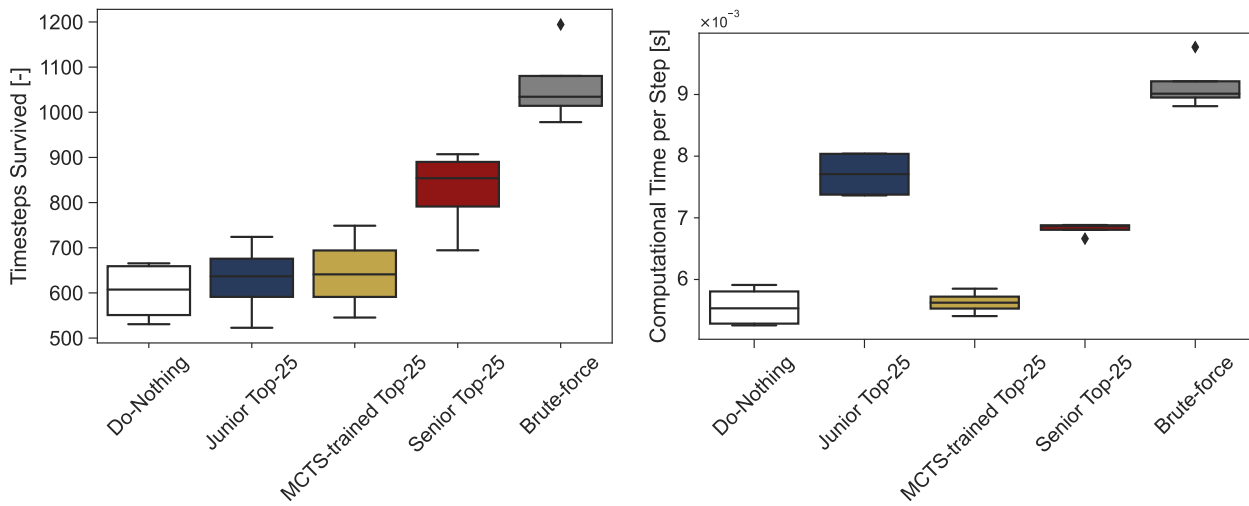 Timesteps Survived [-]
1200
1100
1000
900
800
700
600
500
Do-Nothing
Junior Top-25
MCTS-trained Top-25
Senior Top-25
Brute-force
×10⁻³
Computational Time per Step [s]
9
8
7
6
Do-Nothing
Junior Top-25
MCTS-trained Top-25
Senior Top-25
Brute-force